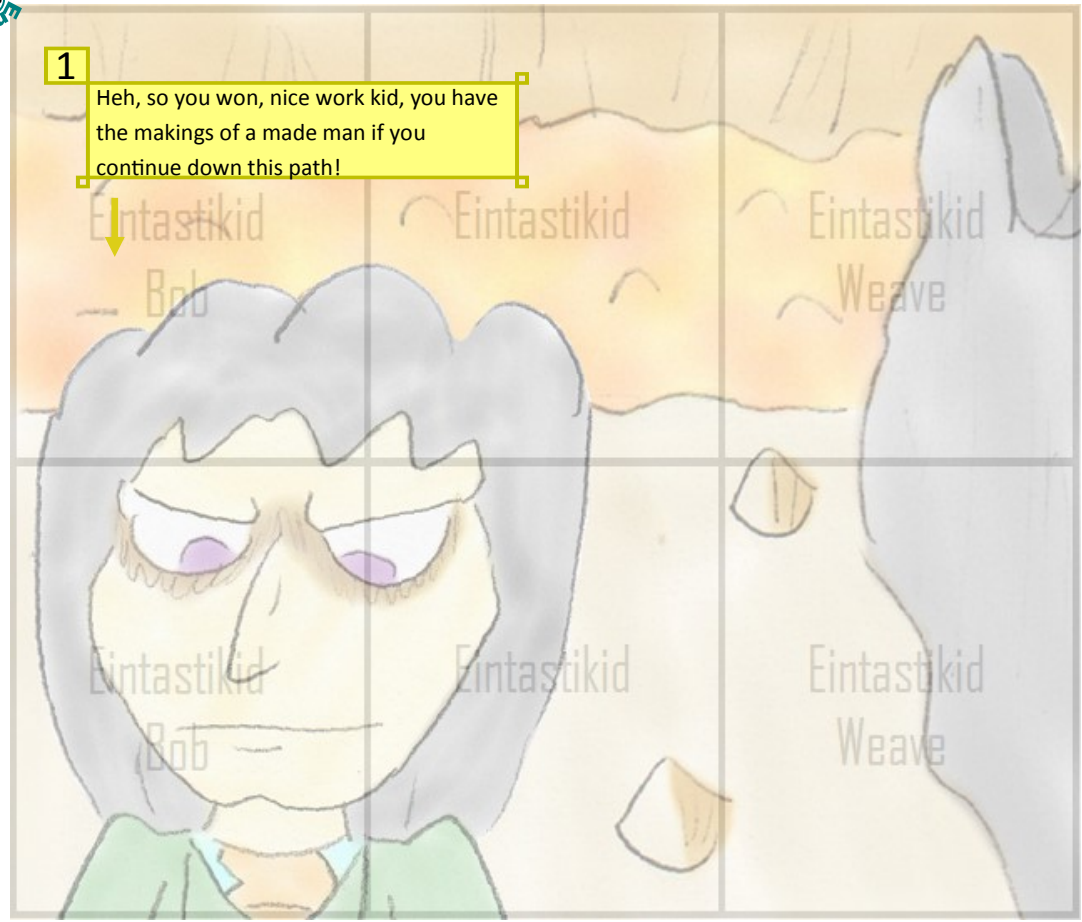 1
Heh, so you won, nice work kid, you have
the makings of a made man if you
continue down this path!
Eintastikid Eintastikid Eintastikid
Bob Weave
Eintastikid Eintastikid Eintastikid
Bob Weave